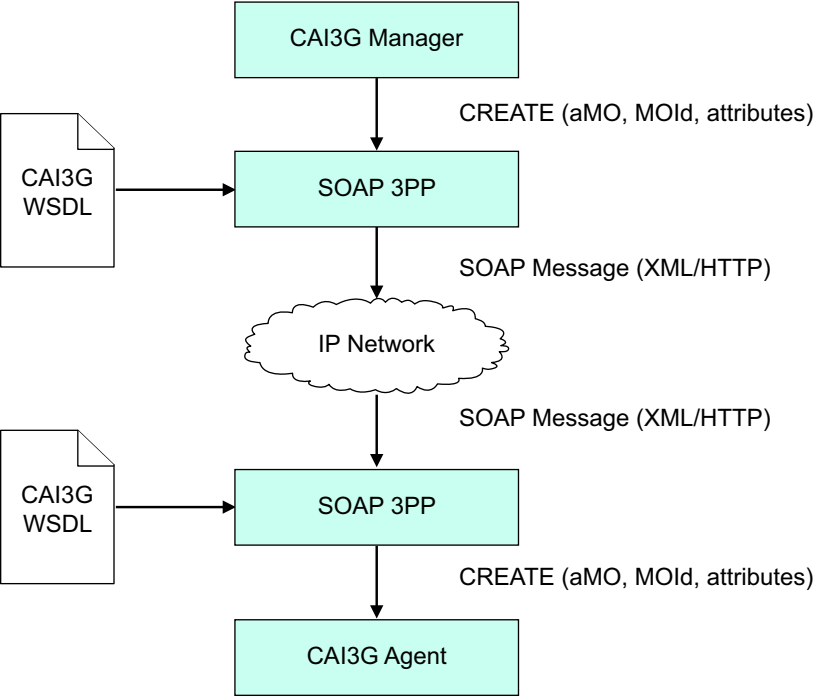 CAI3G Manager
CREATE (aMO, MOId, attributes)
CAI3G
WSDL
SOAP 3PP
SOAP Message (XML/HTTP)
IP Network
SOAP Message (XML/HTTP)
CAI3G
WSDL
SOAP 3PP
CREATE (aMO, MOId, attributes)
CAI3G Agent